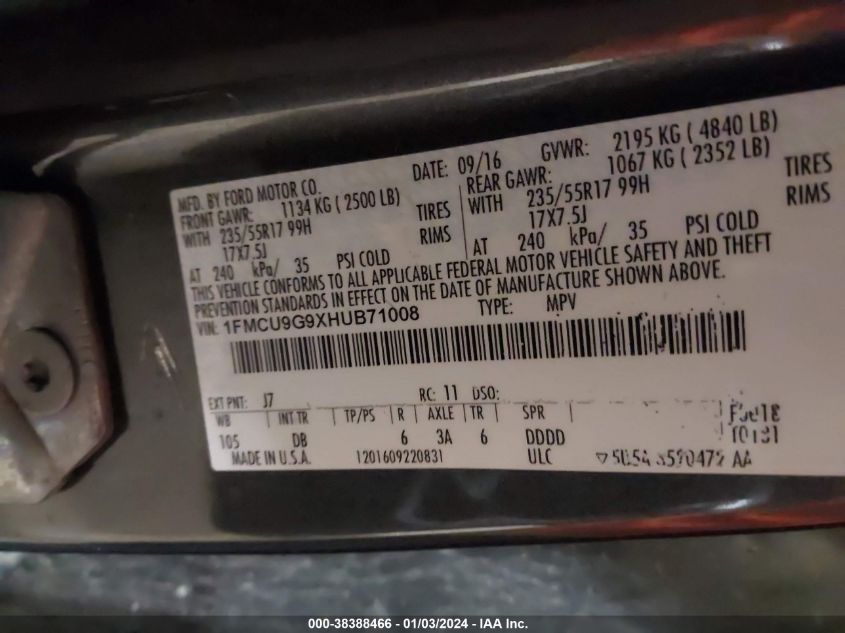 MFD. BY FORD MOTOR CO. DATE: 09/16 GVWR: 2195 KG ( 4840 LB)
FRONT GAWR: 1134 KG ( 2500 LB) REAR GAWR: 1067 KG ( 2352 LB)
WITH 235/55R17 99H TIRES WITH 235/55R17 99H TIRES
17X7.5J RIMS 17X7.5J RIMS
AT 240 kPa/ 35 PSI COLD AT 240 kPa/ 35 PSI COLD
THIS VEHICLE CONFORMS TO ALL APPLICABLE FEDERAL MOTOR VEHICLE SAFETY AND THEFT
PREVENTION STANDARDS IN EFFECT ON THE DATE OF MANUFACTURE SHOWN ABOVE.
VIN: 1FMCU9G9XHUB71008 TYPE: MPV
EXT PNT: J7 RC: 11 DSO:
WB INT TR TP/PS R AXLE TR SPR
105 DB 6 3A 6 DDDD
MADE IN U.S.A. 1201609220831 ULC AA
000-38388466 - 01/03/2024 - IAA Inc.